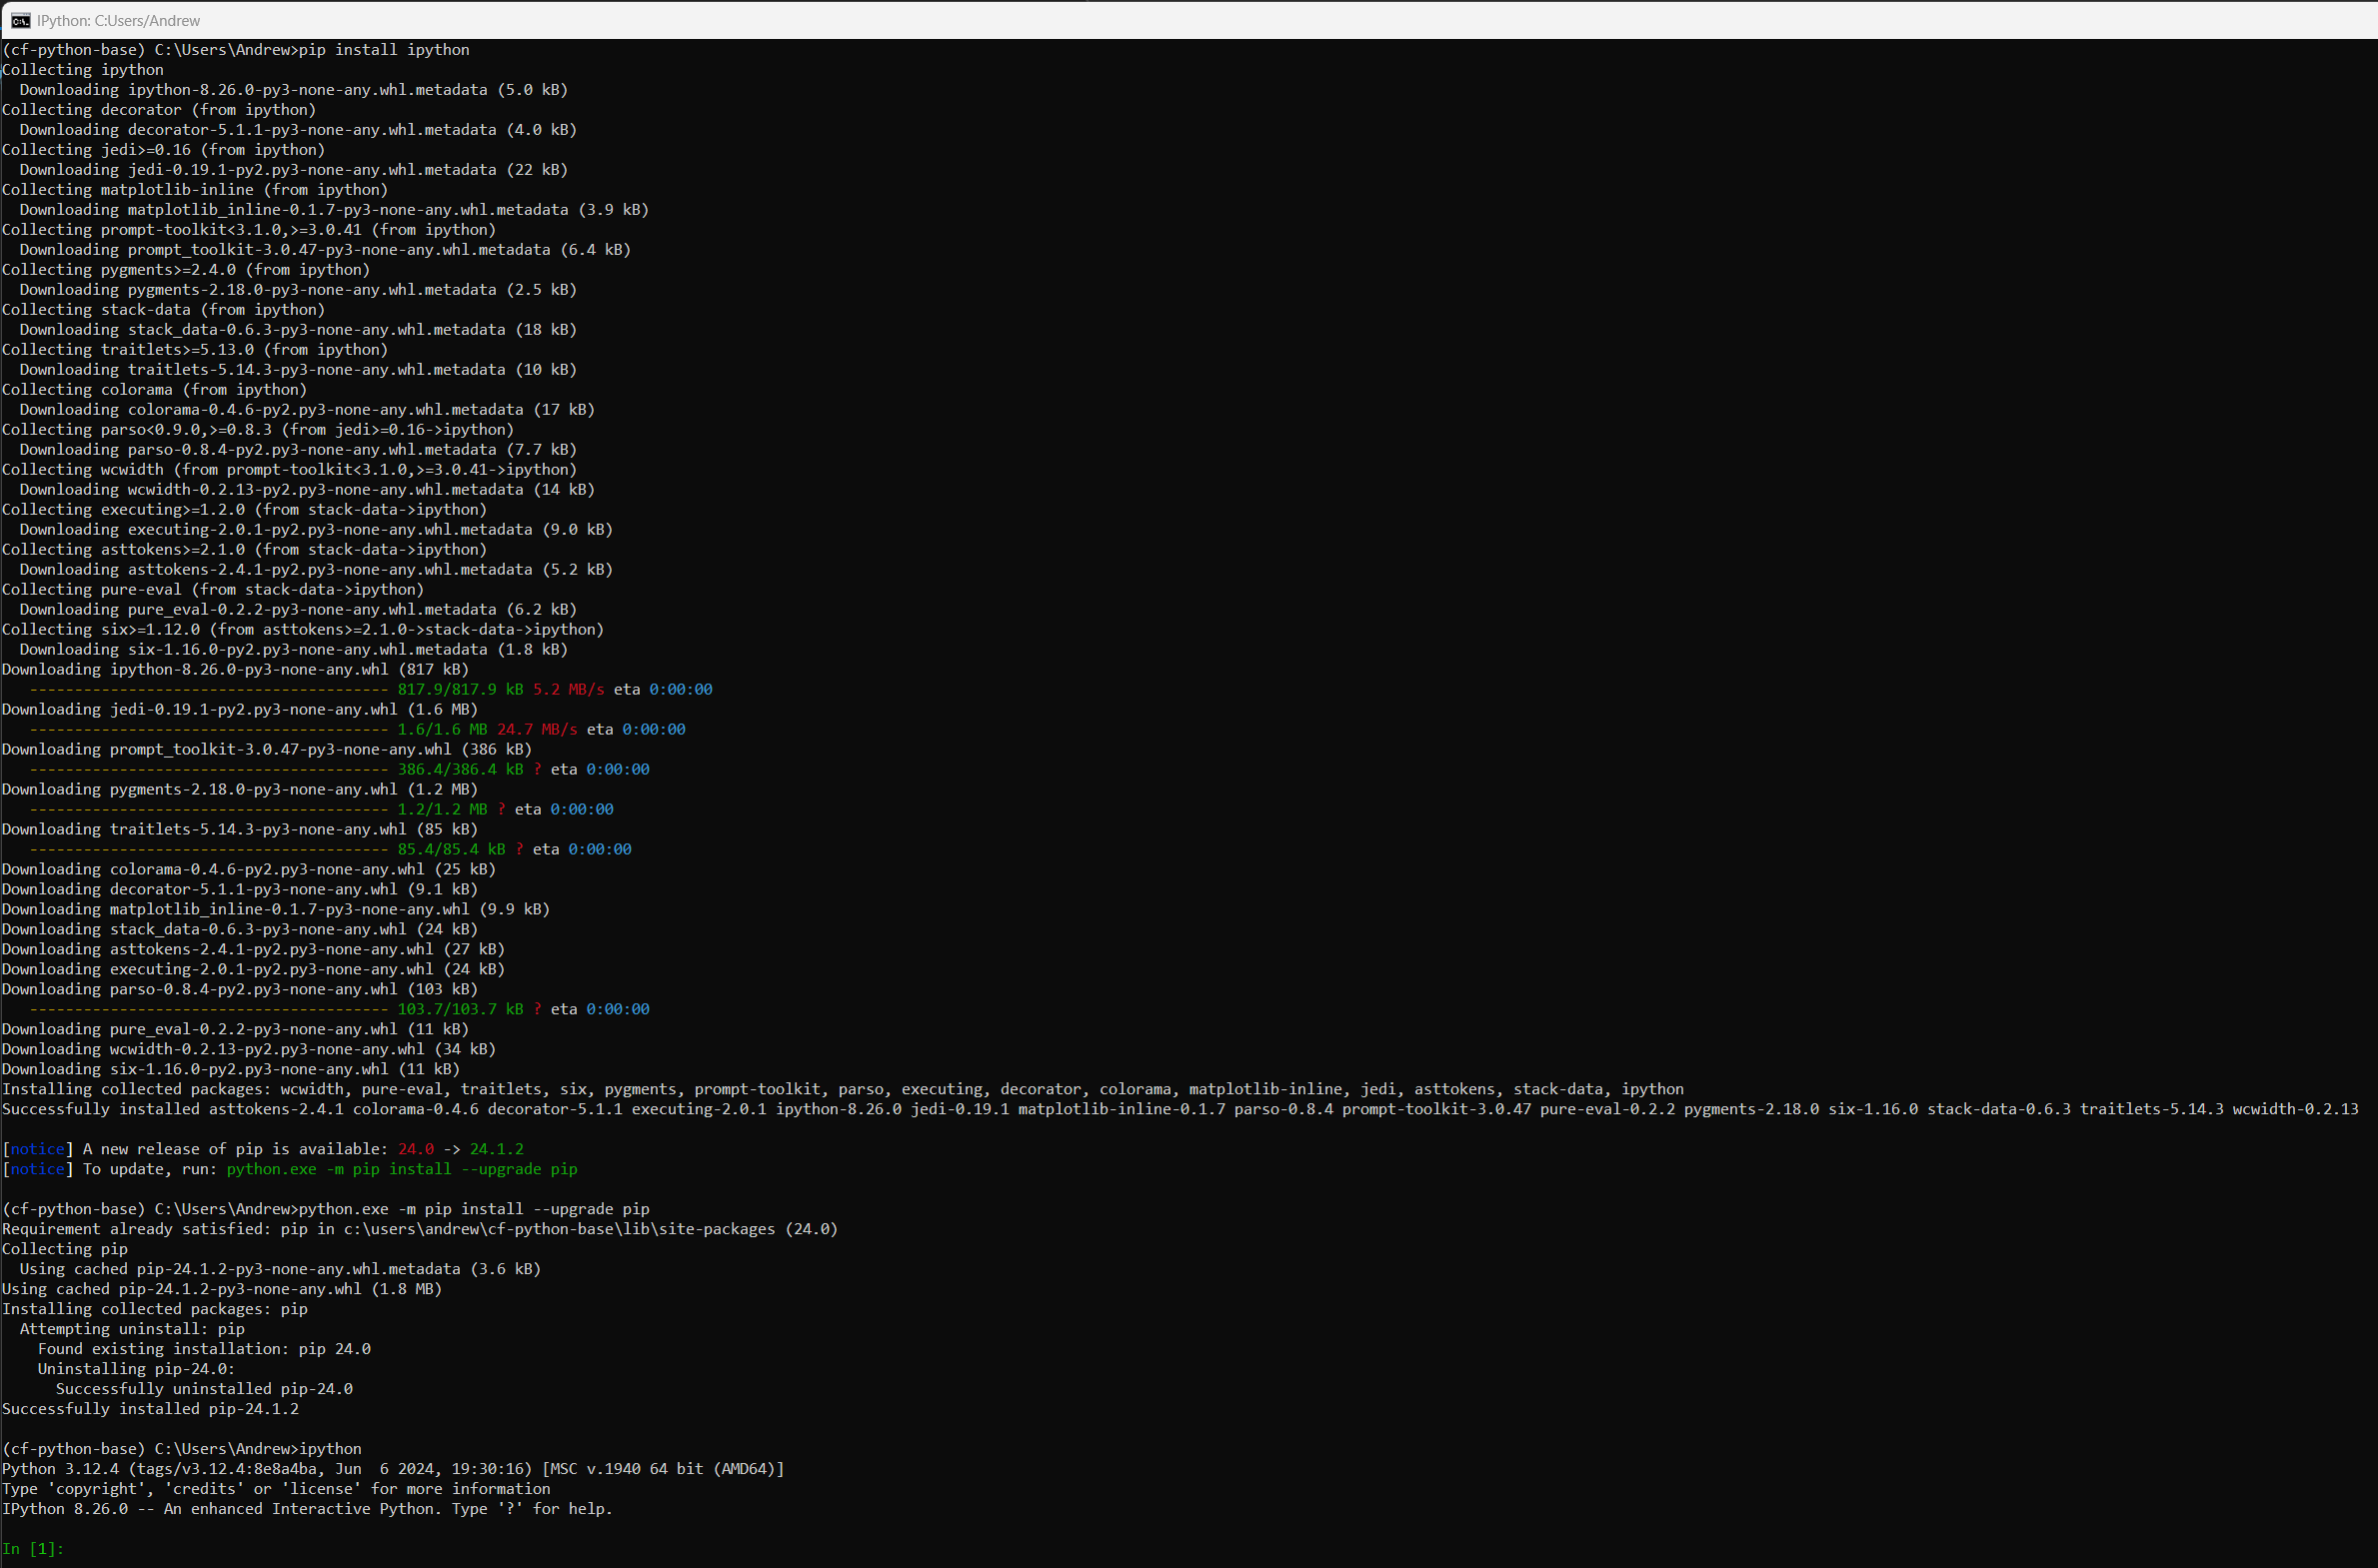 IPython: C:Users/Andrew
(cf-python-base) C:\Users\Andrew>pip install ipython
Collecting ipython
  Downloading ipython-8.26.0-py3-none-any.whl.metadata (5.0 kB)
Collecting decorator (from ipython)
  Downloading decorator-5.1.1-py3-none-any.whl.metadata (4.0 kB)
Collecting jedi>=0.16 (from ipython)
  Downloading jedi-0.19.1-py2.py3-none-any.whl.metadata (22 kB)
Collecting matplotlib-inline (from ipython)
  Downloading matplotlib_inline-0.1.7-py3-none-any.whl.metadata (3.9 kB)
Collecting prompt-toolkit<3.1.0,>=3.0.41 (from ipython)
  Downloading prompt_toolkit-3.0.47-py3-none-any.whl.metadata (6.4 kB)
Collecting pygments>=2.4.0 (from ipython)
  Downloading pygments-2.18.0-py3-none-any.whl.metadata (2.5 kB)
Collecting stack-data (from ipython)
  Downloading stack_data-0.6.3-py3-none-any.whl.metadata (18 kB)
Collecting traitlets>=5.13.0 (from ipython)
  Downloading traitlets-5.14.3-py3-none-any.whl.metadata (10 kB)
Collecting colorama (from ipython)
  Downloading colorama-0.4.6-py2.py3-none-any.whl.metadata (17 kB)
Collecting parso<0.9.0,>=0.8.3 (from jedi>=0.16->ipython)
  Downloading parso-0.8.4-py2.py3-none-any.whl.metadata (7.7 kB)
Collecting wcwidth (from prompt-toolkit<3.1.0,>=3.0.41->ipython)
  Downloading wcwidth-0.2.13-py2.py3-none-any.whl.metadata (14 kB)
Collecting executing>=1.2.0 (from stack-data->ipython)
  Downloading executing-2.0.1-py2.py3-none-any.whl.metadata (9.0 kB)
Collecting asttokens>=2.1.0 (from stack-data->ipython)
  Downloading asttokens-2.4.1-py2.py3-none-any.whl.metadata (5.2 kB)
Collecting pure-eval (from stack-data->ipython)
  Downloading pure_eval-0.2.2-py3-none-any.whl.metadata (6.2 kB)
Collecting six>=1.12.0 (from asttokens>=2.1.0->stack-data->ipython)
  Downloading six-1.16.0-py2.py3-none-any.whl.metadata (1.8 kB)
Downloading ipython-8.26.0-py3-none-any.whl (817 kB)
   ---------------------------------------- 817.9/817.9 kB 5.2 MB/s eta 0:00:00
Downloading jedi-0.19.1-py2.py3-none-any.whl (1.6 MB)
   ---------------------------------------- 1.6/1.6 MB 24.7 MB/s eta 0:00:00
Downloading prompt_toolkit-3.0.47-py3-none-any.whl (386 kB)
   ---------------------------------------- 386.4/386.4 kB ? eta 0:00:00
Downloading pygments-2.18.0-py3-none-any.whl (1.2 MB)
   ---------------------------------------- 1.2/1.2 MB ? eta 0:00:00
Downloading traitlets-5.14.3-py3-none-any.whl (85 kB)
   ---------------------------------------- 85.4/85.4 kB ? eta 0:00:00
Downloading colorama-0.4.6-py2.py3-none-any.whl (25 kB)
Downloading decorator-5.1.1-py3-none-any.whl (9.1 kB)
Downloading matplotlib_inline-0.1.7-py3-none-any.whl (9.9 kB)
Downloading stack_data-0.6.3-py3-none-any.whl (24 kB)
Downloading asttokens-2.4.1-py2.py3-none-any.whl (27 kB)
Downloading executing-2.0.1-py2.py3-none-any.whl (24 kB)
Downloading parso-0.8.4-py2.py3-none-any.whl (103 kB)
   ---------------------------------------- 103.7/103.7 kB ? eta 0:00:00
Downloading pure_eval-0.2.2-py3-none-any.whl (11 kB)
Downloading wcwidth-0.2.13-py2.py3-none-any.whl (34 kB)
Downloading six-1.16.0-py2.py3-none-any.whl (11 kB)
Installing collected packages: wcwidth, pure-eval, traitlets, six, pygments, prompt-toolkit, parso, executing, decorator, colorama, matplotlib-inline, jedi, asttokens, stack-data, ipython
Successfully installed asttokens-2.4.1 colorama-0.4.6 decorator-5.1.1 executing-2.0.1 ipython-8.26.0 jedi-0.19.1 matplotlib-inline-0.1.7 parso-0.8.4 prompt-toolkit-3.0.47 pure-eval-0.2.2 pygments-2.18.0 six-1.16.0 stack-data-0.6.3 traitlets-5.14.3 wcwidth-0.2.13
[notice] A new release of pip is available: 24.0 -> 24.1.2
[notice] To update, run: python.exe -m pip install --upgrade pip
(cf-python-base) C:\Users\Andrew>python.exe -m pip install --upgrade pip
Requirement already satisfied: pip in c:\users\andrew\cf-python-base\lib\site-packages (24.0)
Collecting pip
  Using cached pip-24.1.2-py3-none-any.whl.metadata (3.6 kB)
Using cached pip-24.1.2-py3-none-any.whl (1.8 MB)
Installing collected packages: pip
  Attempting uninstall: pip
    Found existing installation: pip 24.0
    Uninstalling pip-24.0:
      Successfully uninstalled pip-24.0
Successfully installed pip-24.1.2
(cf-python-base) C:\Users\Andrew>ipython
Python 3.12.4 (tags/v3.12.4:8e8a4ba, Jun  6 2024, 19:30:16) [MSC v.1940 64 bit (AMD64)]
Type 'copyright', 'credits' or 'license' for more information
IPython 8.26.0 -- An enhanced Interactive Python. Type '?' for help.
In [1]: